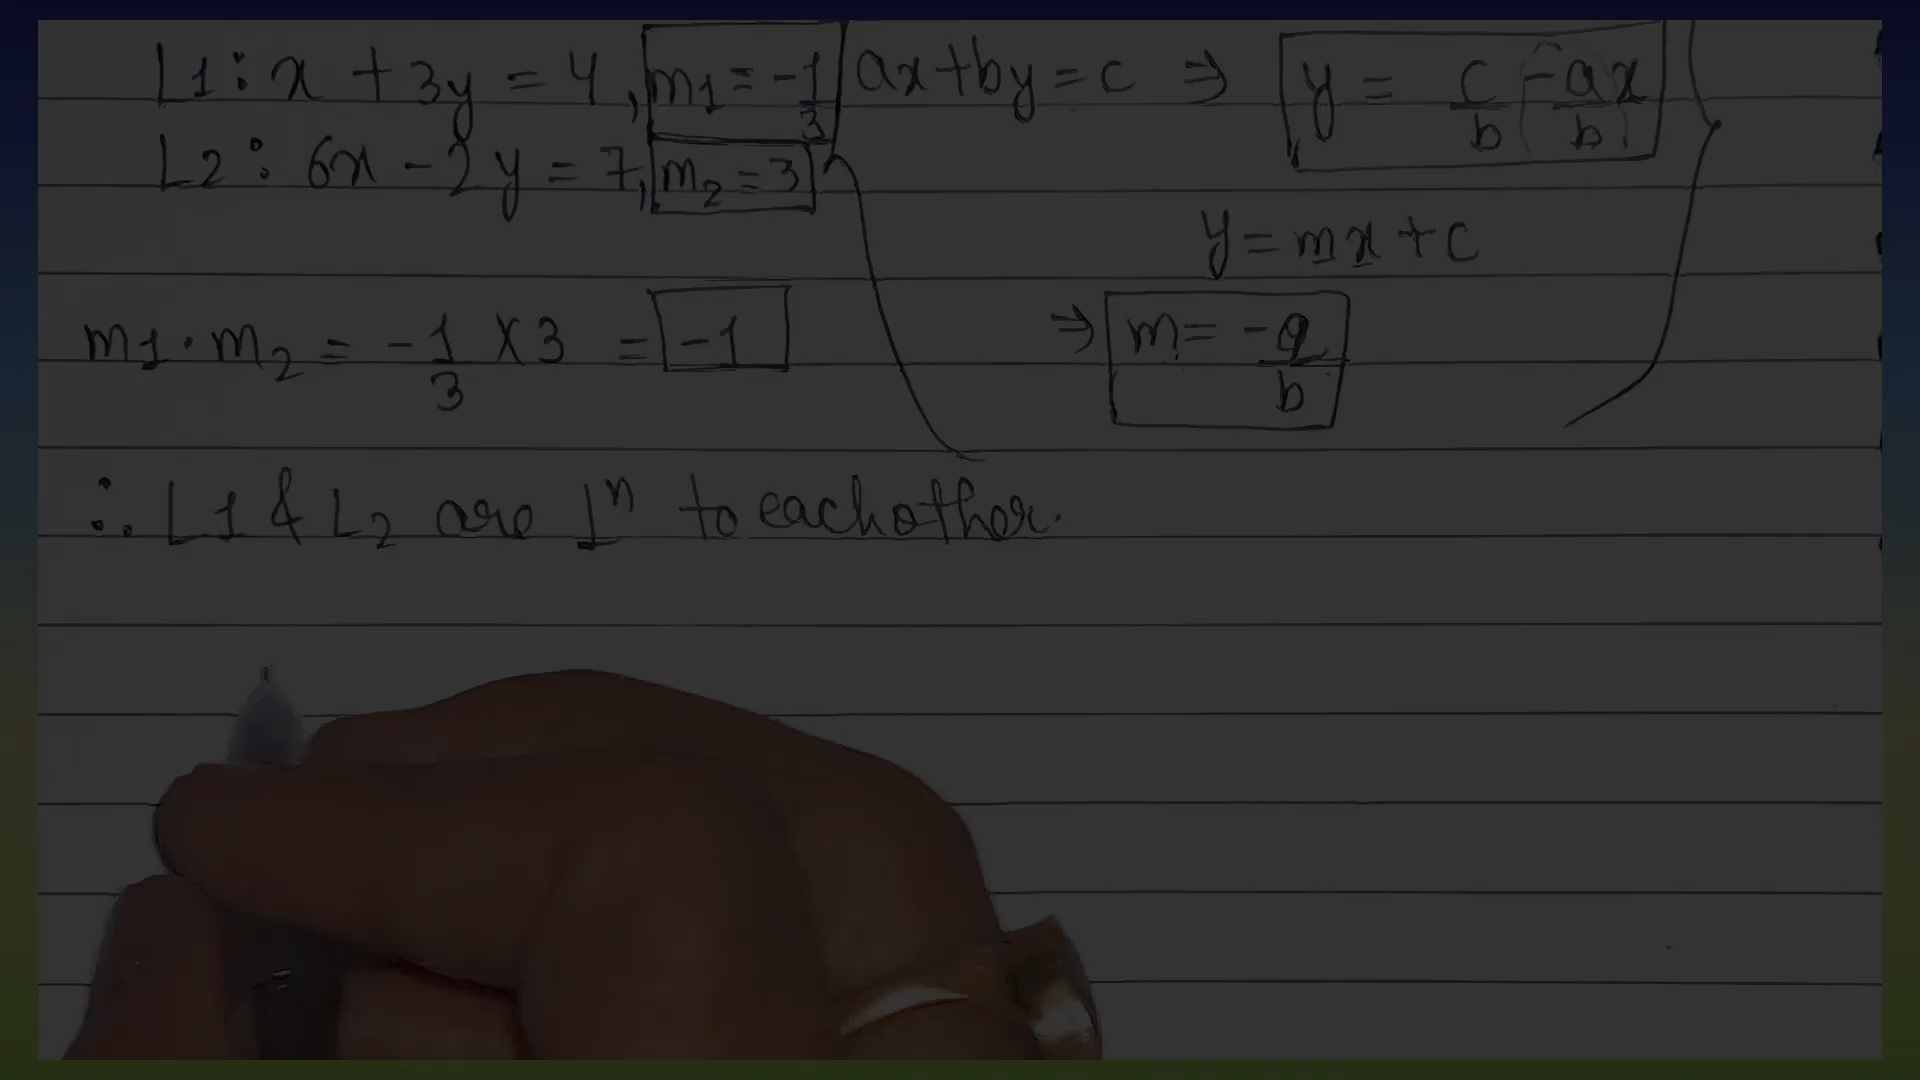 L1: x + 3y = 4, m1 = -1/3 ax+by=c ⇒ y = c/b - ax/b
L2: 6x - 2y = 7, m2 = 3
y = mx + c
m1 · m2 = -1/3 X 3 = -1 ⇒ m = -a/b
∴ L1 & L2 are ⊥n to each other.